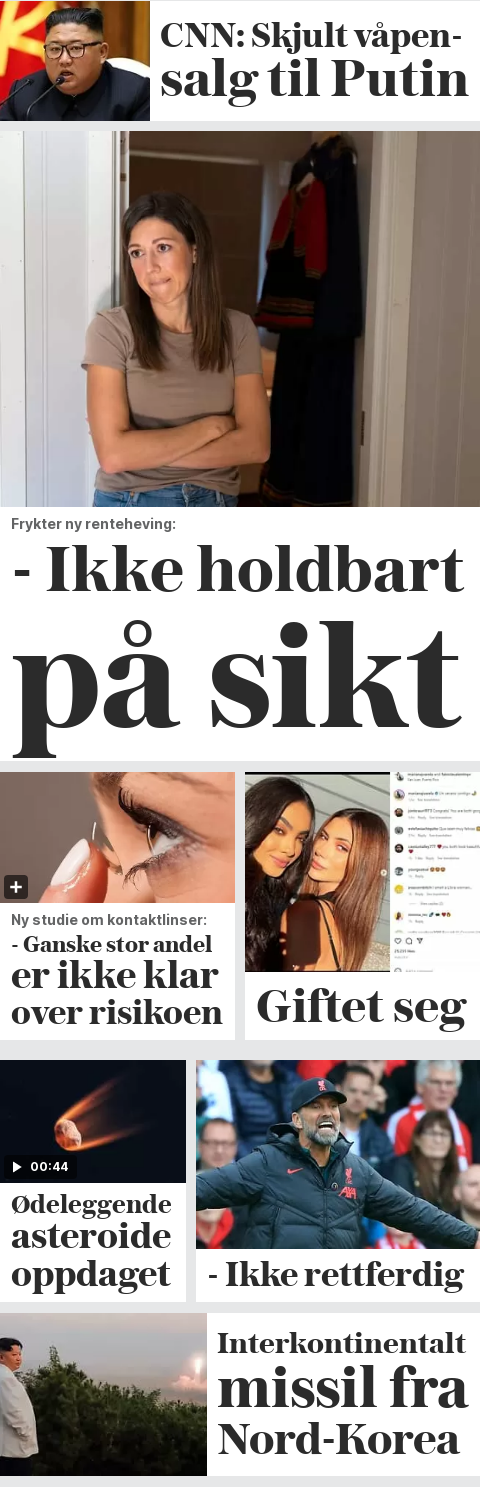 CNN: Skjult våpen-
salg til Putin
Frykter ny renteheving:
- Ikke holdbart
på sikt
Ny studie om kontaktlinser:
- Ganske stor andel
er ikke klar
over risikoen
Giftet seg
00:44
Ødeleggende
asteroide
oppdaget
- Ikke rettferdig
Interkontinentalt
missil fra
Nord-Korea